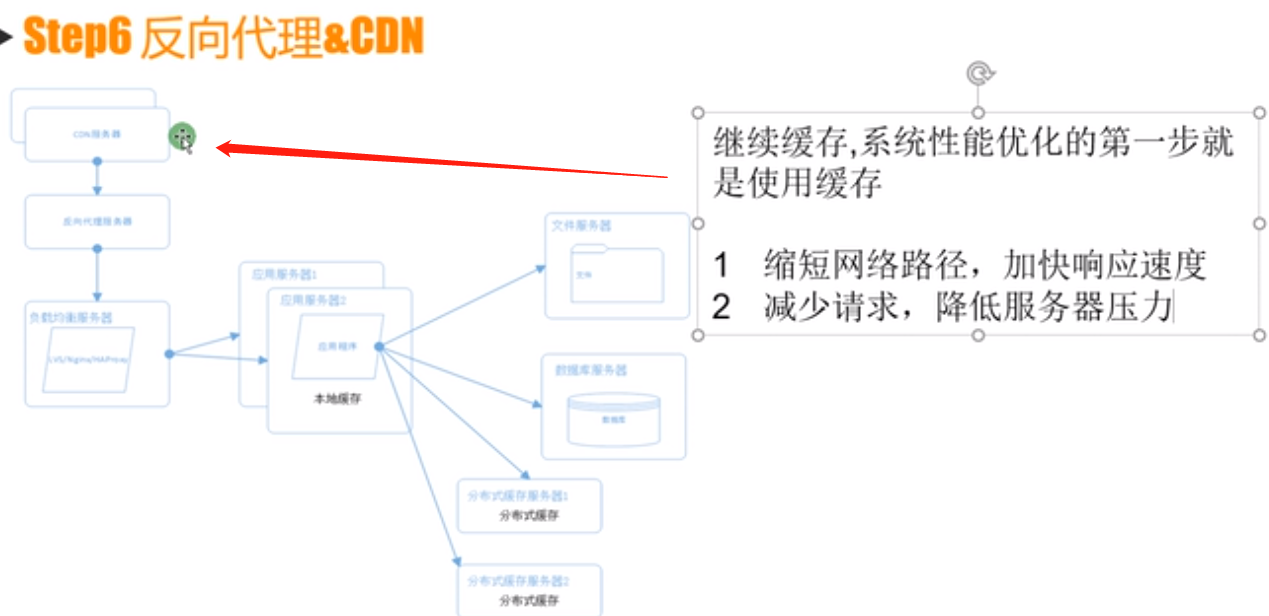 Step6 反向代理&CDN
CDN服务器
反向代理服务器
负载均衡服务器
LVS/Nginx/HAProxy
应用服务器1
应用服务器2
应用程序
本地缓存
文件服务器
文件
数据库服务器
数据库
分布式缓存服务器1
分布式缓存
分布式缓存服务器2
分布式缓存
继续缓存,系统性能优化的第一步就
是使用缓存
1 缩短网络路径，加快响应速度
2 减少请求，降低服务器压力